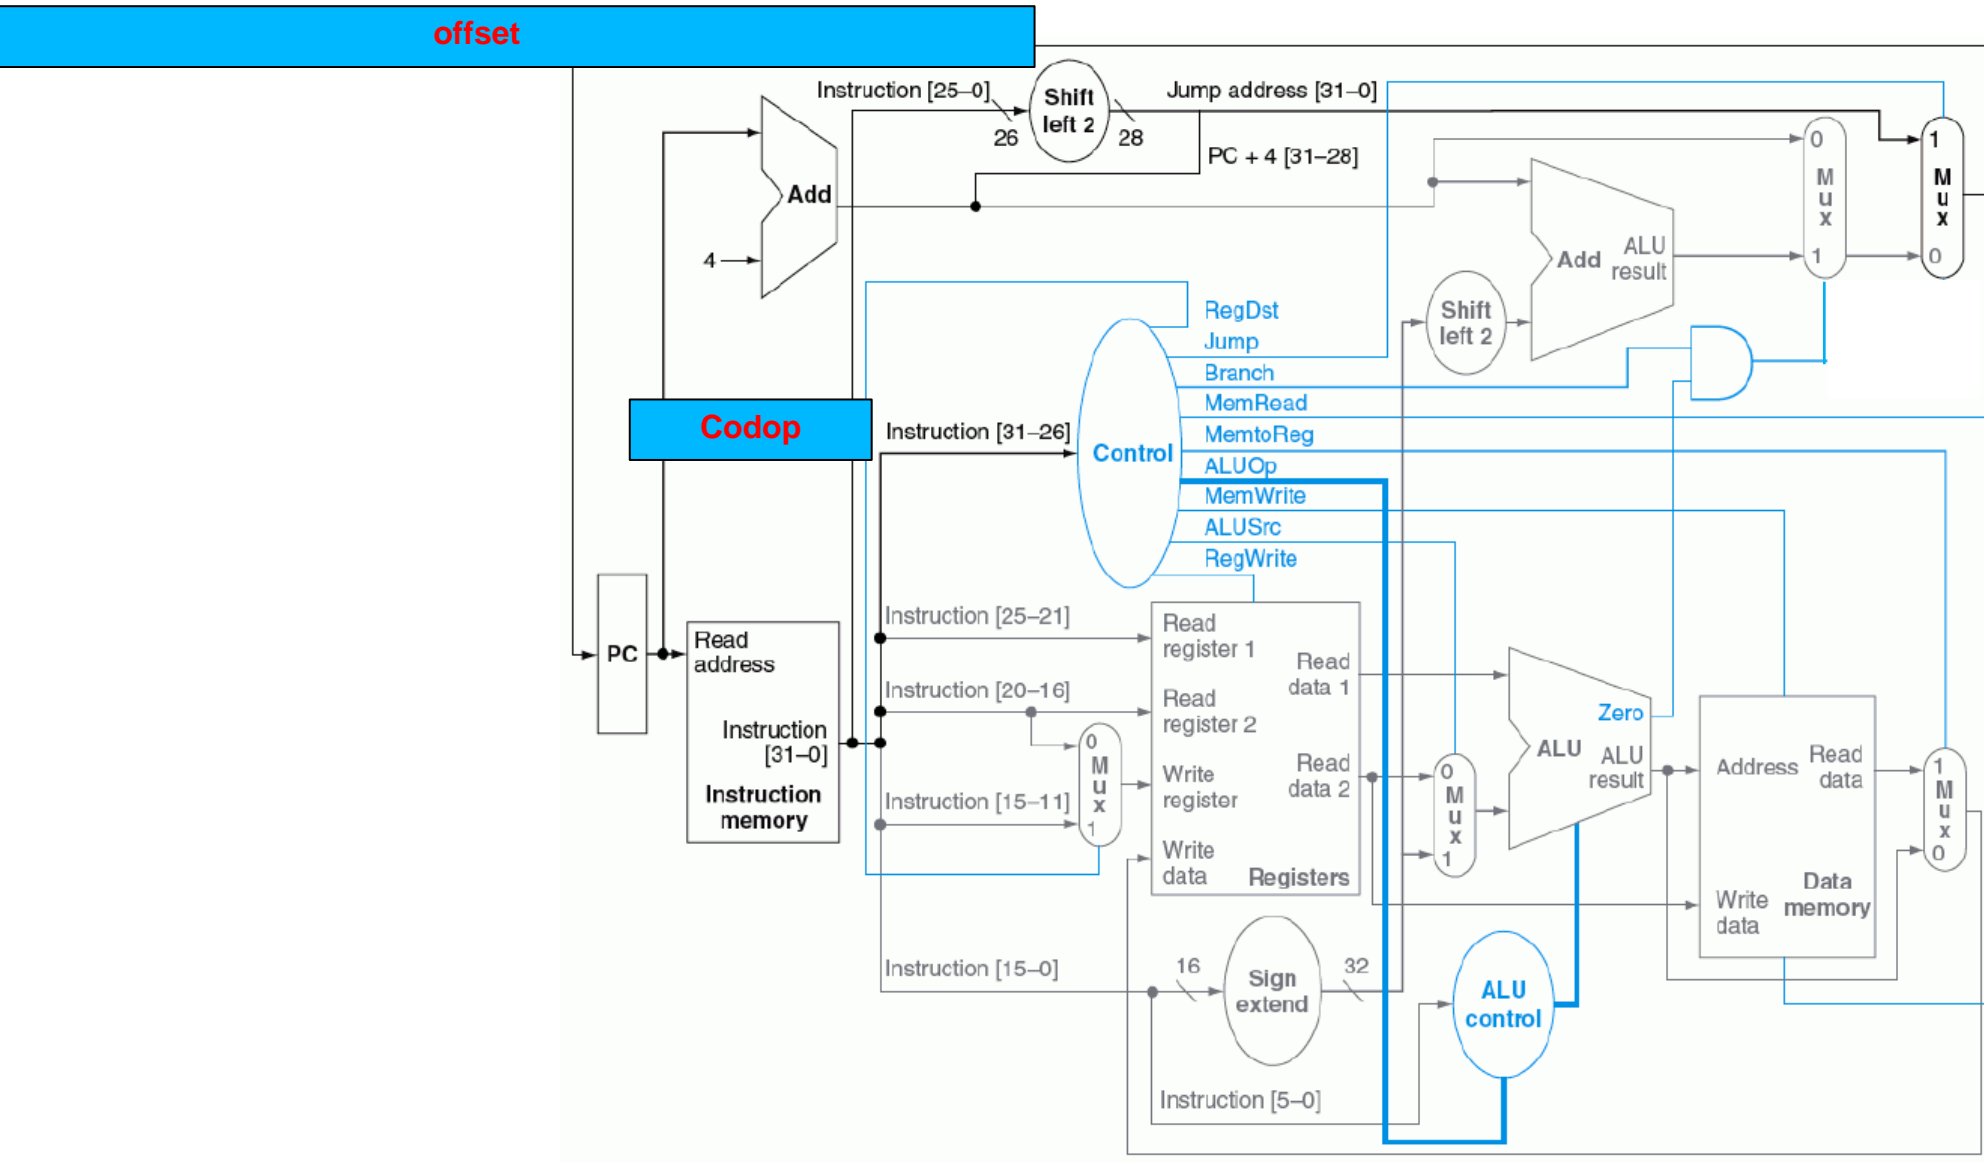 offset
Instruction [25–0]
Shift
left 2
Jump address [31–0]
26
28
PC + 4 [31–28]
Add
4
0
M
u
x
1
1
M
u
x
0
Add
ALU
result
Shift
left 2
RegDst
Jump
Branch
MemRead
MemtoReg
ALUOp
MemWrite
ALUSrc
RegWrite
Codop
Instruction [31–26]
Control
PC
Read
address
Instruction
[31–0]
Instruction
memory
Instruction [25–21]
Instruction [20–16]
Instruction [15–11]
Instruction [15–0]
0
M
u
x
1
Read
register 1
Read
register 2
Write
register
Write
data
Read
data 1
Read
data 2
Registers
0
M
u
x
1
Zero
ALU
ALU
result
Address
Read
data
Write
data
Data
memory
1
M
u
x
0
16
Sign
extend
32
ALU
control
Instruction [5–0]